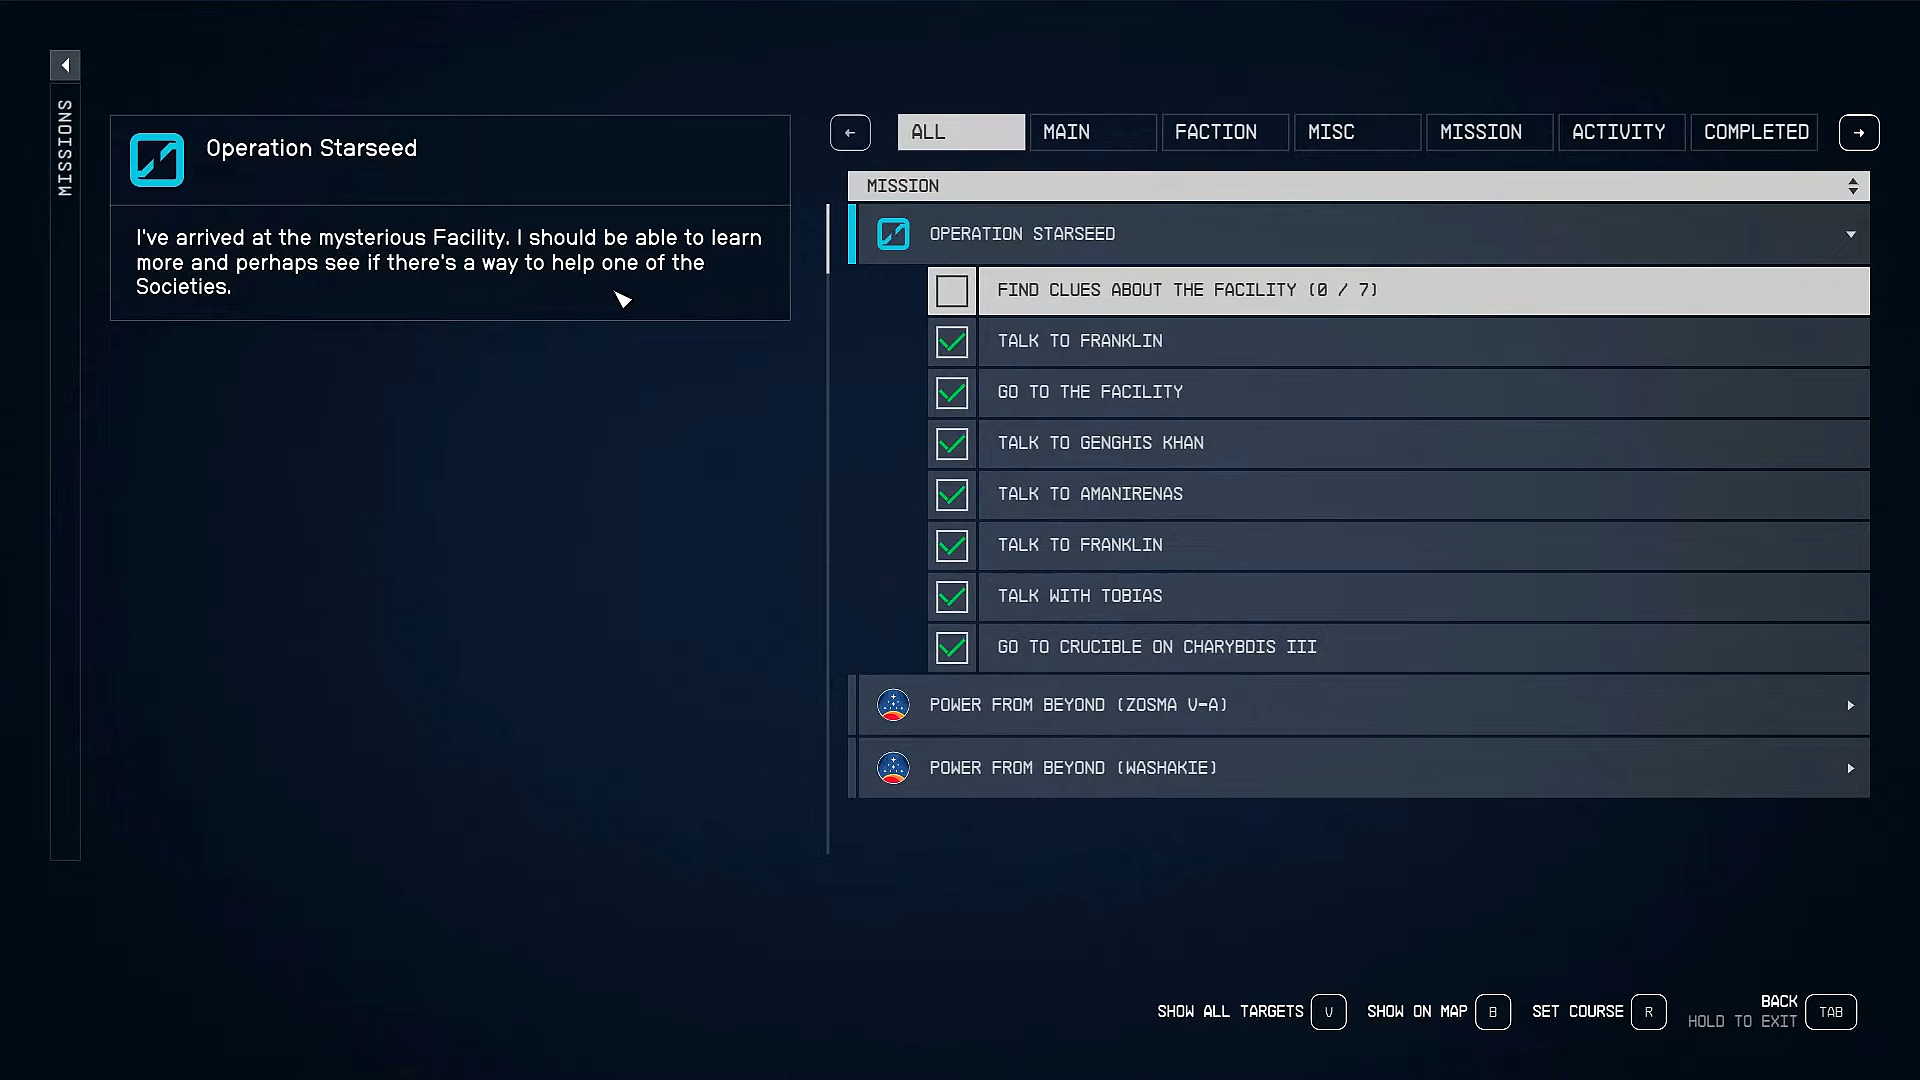 MISSIONS
Operation Starseed
I've arrived at the mysterious Facility. I should be able to learn
more and perhaps see if there's a way to help one of the
Societies.
ALL
MAIN
FACTION
MISC
MISSION
ACTIVITY
COMPLETED
MISSION
OPERATION STARSEED
FIND CLUES ABOUT THE FACILITY (0 / 7)
TALK TO FRANKLIN
GO TO THE FACILITY
TALK TO GENGHIS KHAN
TALK TO AMANIRENAS
TALK TO FRANKLIN
TALK WITH TOBIAS
GO TO CRUCIBLE ON CHARYBDIS III
POWER FROM BEYOND (ZOSMA V-A)
POWER FROM BEYOND (WASHAKIE)
SHOW ALL TARGETS V
SHOW ON MAP B
SET COURSE R
BACK
HOLD TO EXIT
TAB